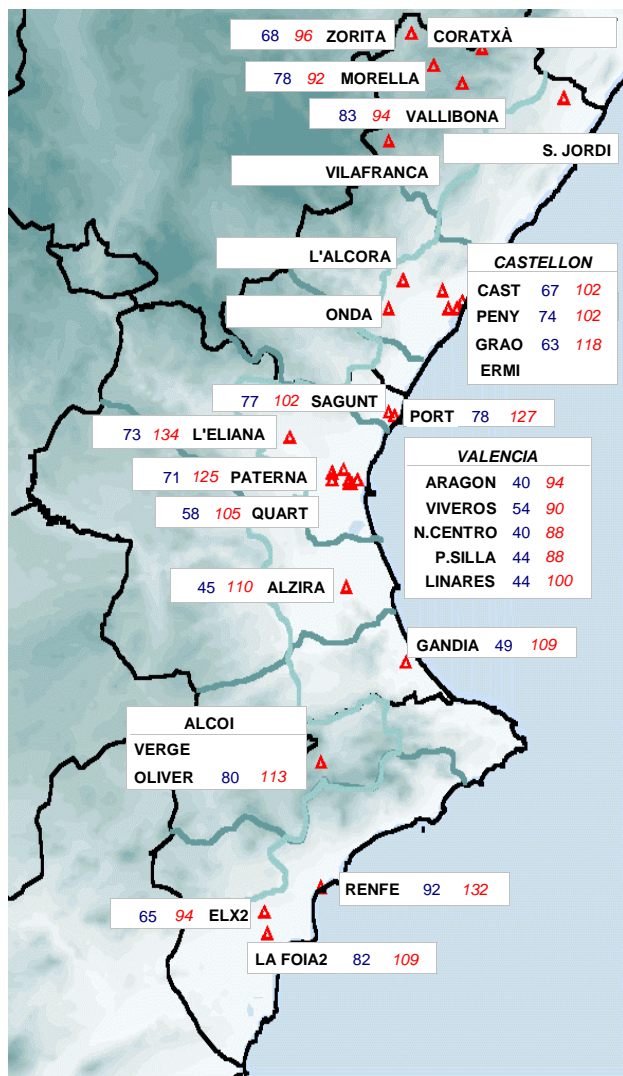 68 96 ZORITA
CORATXÀ
78 92 MORELLA
83 94 VALLIBONA
S. JORDI
VILAFRANCA
L'ALCORA
CASTELLON
CAST 67 102
PENY 74 102
GRAO 63 118
ERMI
ONDA
77 102 SAGUNT
PORT 78 127
73 134 L'ELIANA
71 125 PATERNA
58 105 QUART
VALENCIA
ARAGON 40 94
VIVEROS 54 90
N.CENTRO 40 88
P.SILLA 44 88
LINARES 44 100
45 110 ALZIRA
GANDIA 49 109
ALCOI
VERGE
OLIVER 80 113
RENFE 92 132
65 94 ELX2
LA FOIA2 82 109